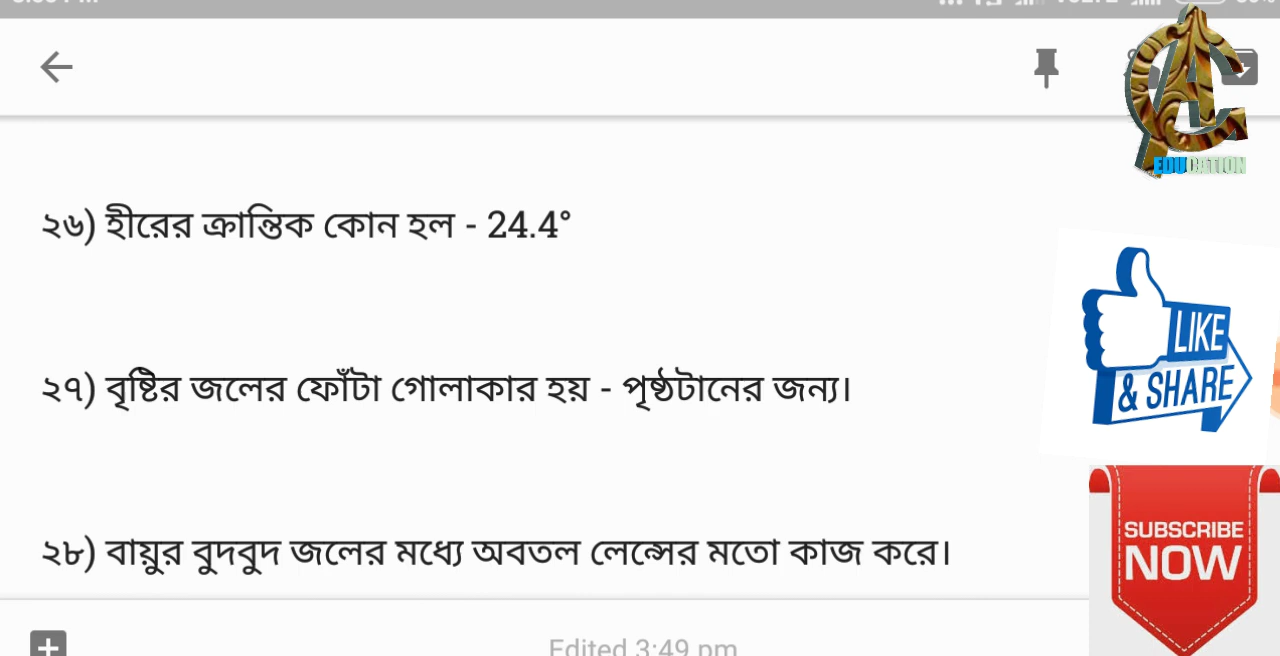 EDUCATION
২৬) হীরের ক্রান্তিক কোন হল - 24.4°
LIKE
& SHARE
২৭) বৃষ্টির জলের ফোঁটা গোলাকার হয় - পৃষ্ঠটানের জন্য।
SUBSCRIBE
NOW
২৮) বায়ুর বুদবুদ জলের মধ্যে অবতল লেন্সের মতো কাজ করে।
Edited 3:49 pm